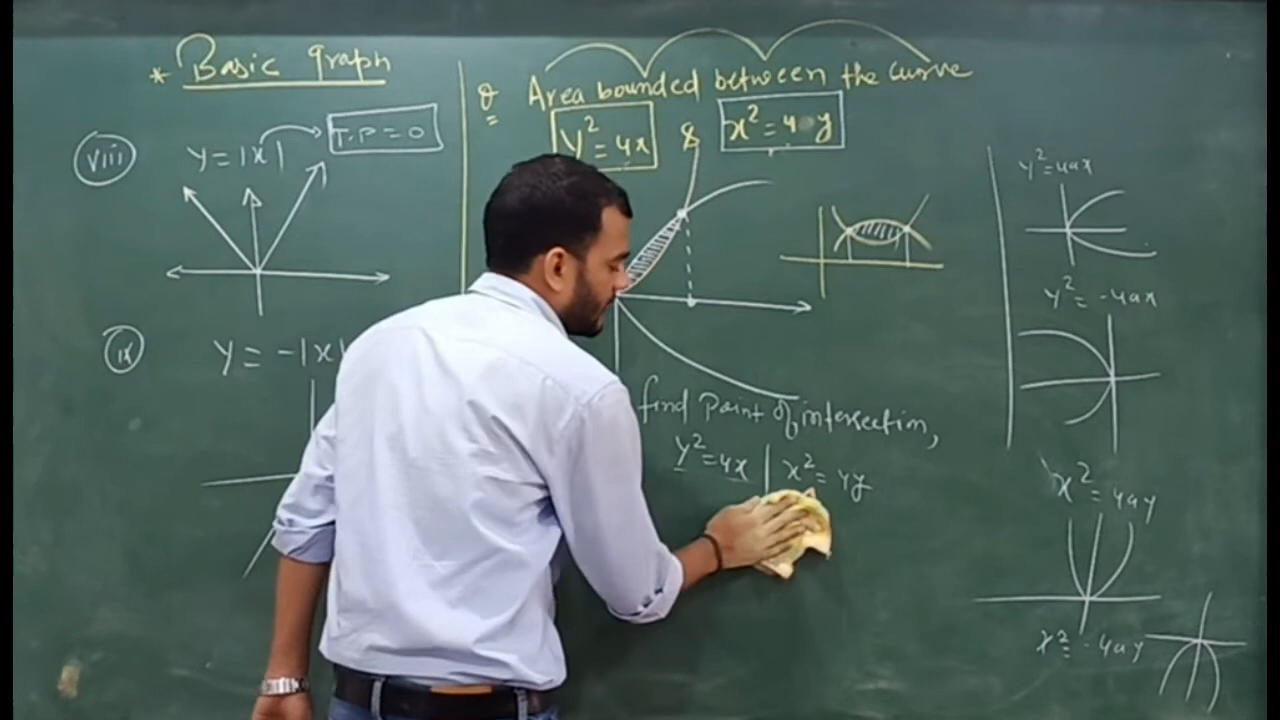 * Basic graph
viii y = |x| T.P = 0
ix y = -|x|
Q Area bounded between the curve
y² = 4x & x² = 4y
find point of intersection,
y² = 4x | x² = 4y
y² = 4ax
y² = -4ax
x² = 4ay
x² = -4ay